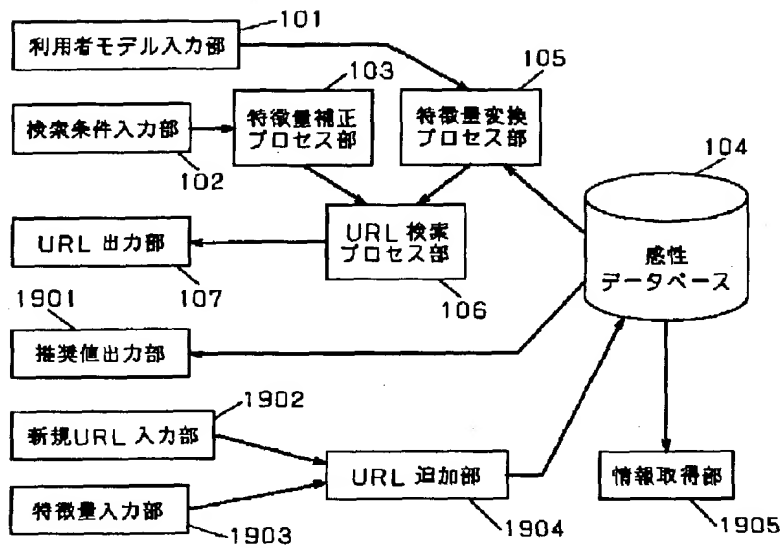 101
利用者モデル入力部
103
105
特徴量補正
プロセス部
特徴量変換
プロセス部
検索条件入力部
102
104
感性
データベース
URL 検索
プロセス部
106
URL 出力部
107
1901
推奨値出力部
1902
新規URL 入力部
URL 追加部
1904
特徴量入力部
1903
情報取得部
1905